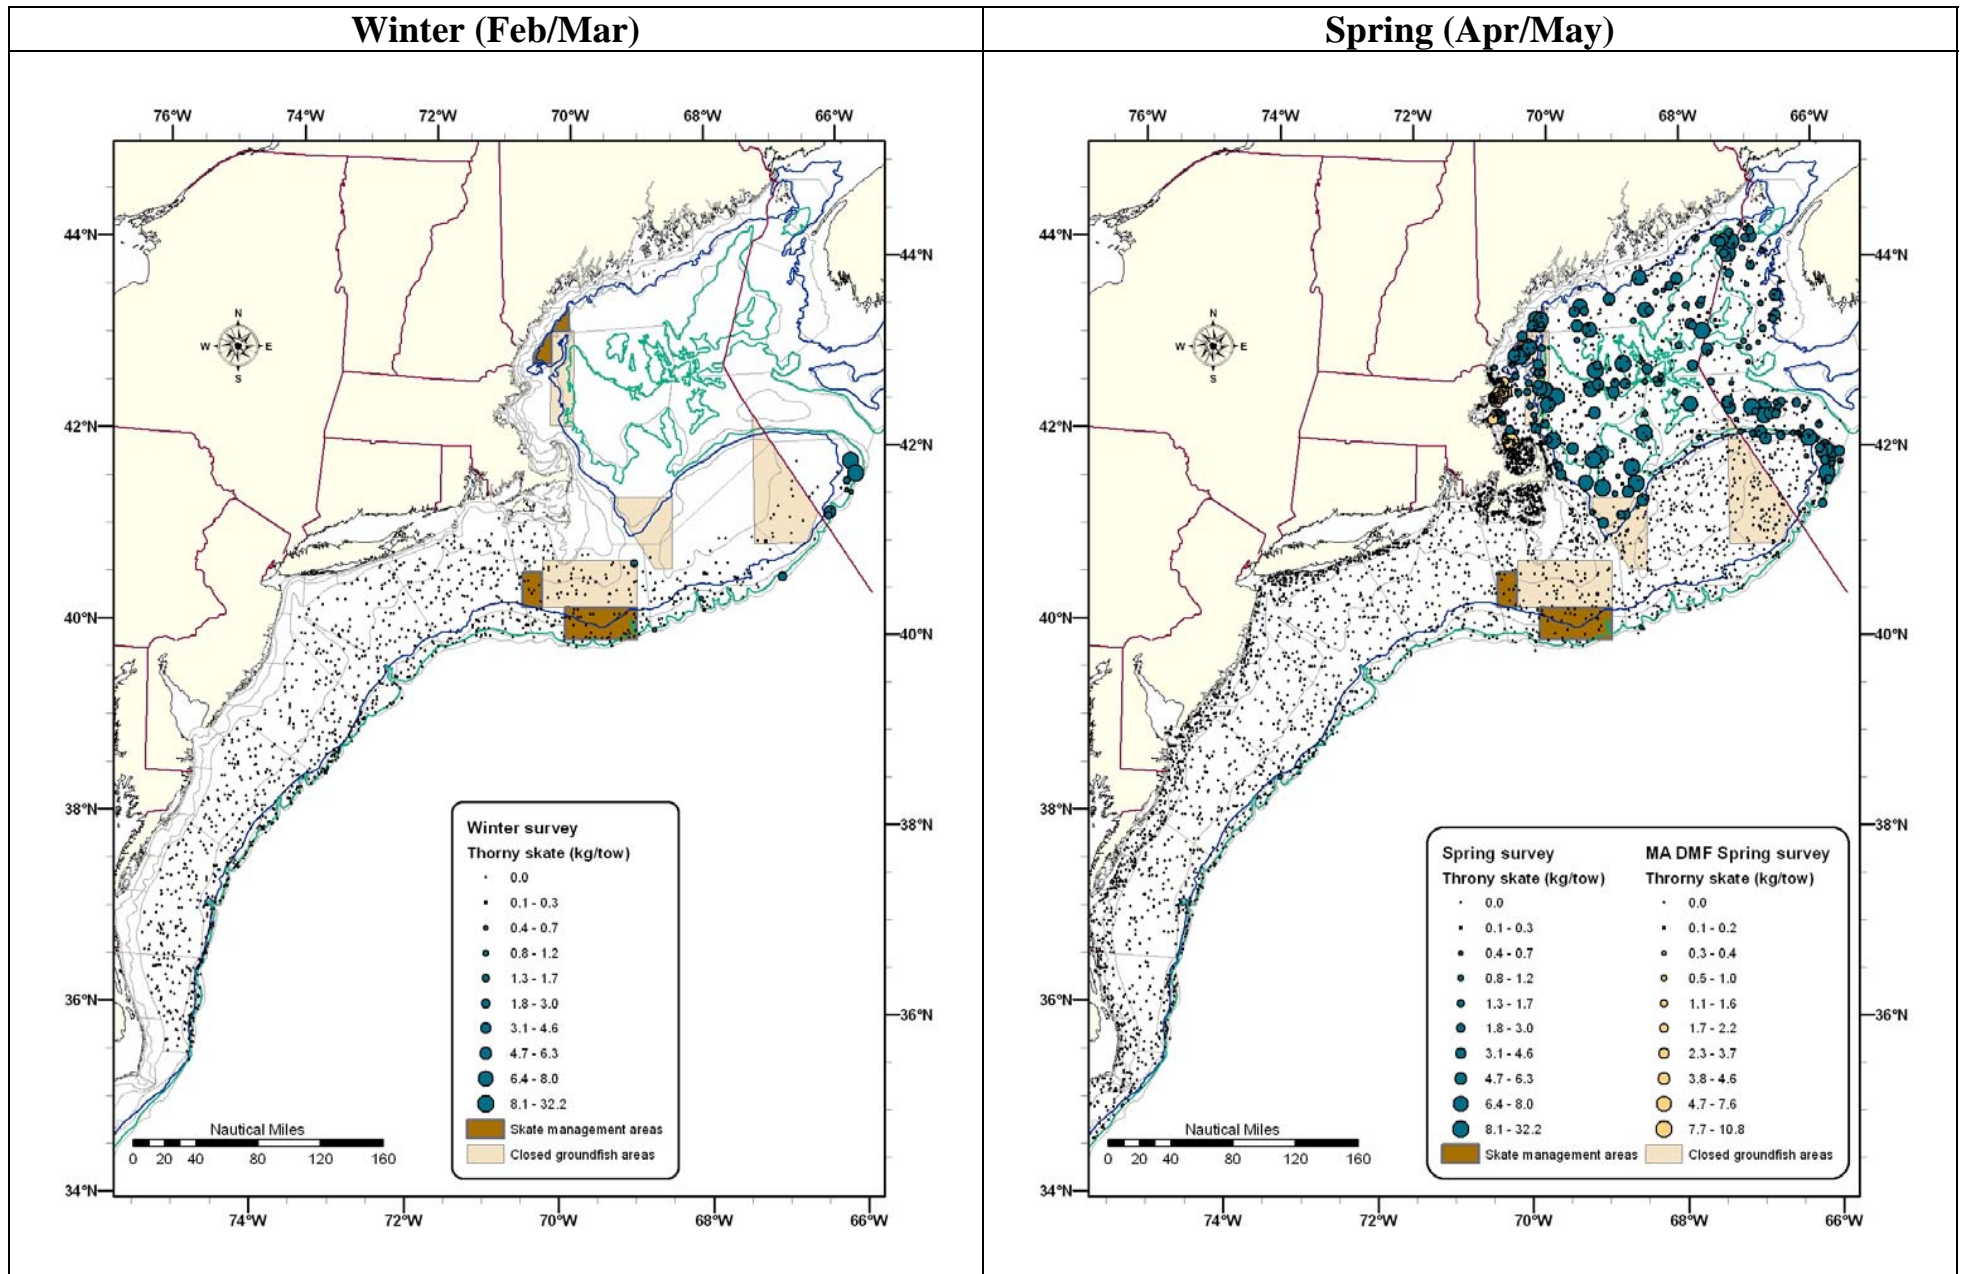 Winter (Feb/Mar)
76°W 74°W 72°W 70°W 68°W 66°W
44°N 44°N
N
W E
S
42°N 42°N
40°N 40°N
38°N 38°N
36°N 36°N
34°N
Winter survey
Thorny skate (kg/tow)
0.0
0.1 - 0.3
0.4 - 0.7
0.8 - 1.2
1.3 - 1.7
1.8 - 3.0
3.1 - 4.6
4.7 - 6.3
6.4 - 8.0
8.1 - 32.2
Skate management areas
Closed groundfish areas
Nautical Miles
0 20 40 80 120 160
74°W 72°W 70°W 68°W 66°W
Spring (Apr/May)
76°W 74°W 72°W 70°W 68°W 66°W
44°N 44°N
N
W E
S
42°N 42°N
40°N 40°N
38°N 38°N
36°N 36°N
34°N
Spring survey
Throny skate (kg/tow)
0.0
0.1 - 0.3
0.4 - 0.7
0.8 - 1.2
1.3 - 1.7
1.8 - 3.0
3.1 - 4.6
4.7 - 6.3
6.4 - 8.0
8.1 - 32.2
Skate management areas
MA DMF Spring survey
Throrny skate (kg/tow)
0.0
0.1 - 0.2
0.3 - 0.4
0.5 - 1.0
1.1 - 1.6
1.7 - 2.2
2.3 - 3.7
3.8 - 4.6
4.7 - 7.6
7.7 - 10.8
Closed groundfish areas
Nautical Miles
0 20 40 80 120 160
74°W 72°W 70°W 68°W 66°W